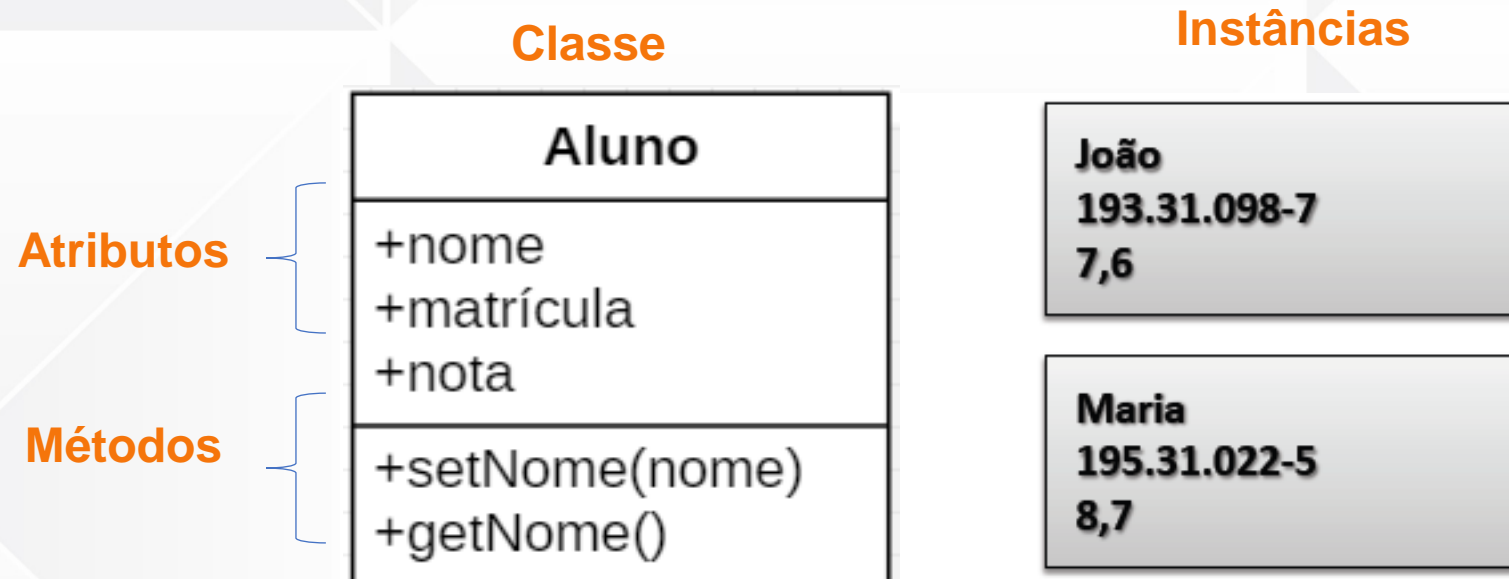 Classe
Instâncias
Aluno
Atributos
+nome
+matrícula
+nota
Métodos
+setNome(nome)
+getNome()
João
193.31.098-7
7,6
Maria
195.31.022-5
8,7